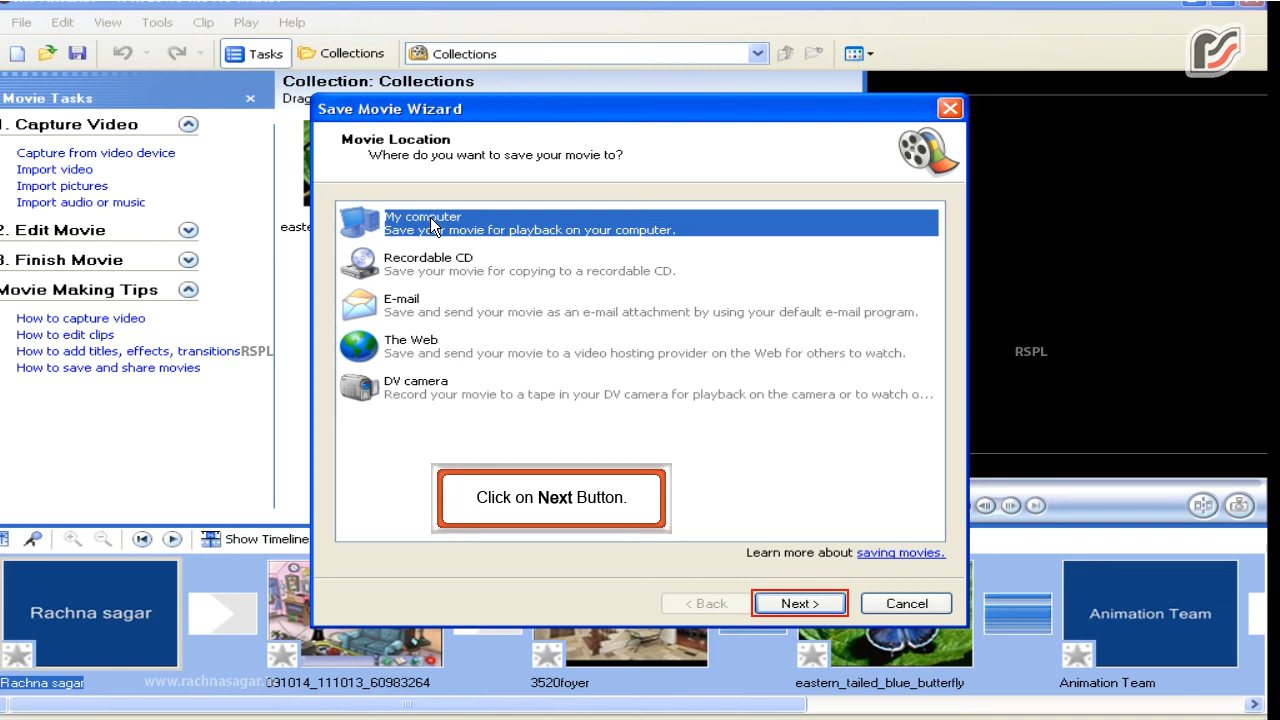 File Edit View Tools Clip Play Help
Tasks Collections Collections
Collection: Collections
Movie Tasks
Drag
Save Movie Wizard
Movie Location
Where do you want to save your movie to?
1. Capture Video
Capture from video device
Import video
Import pictures
Import audio or music
2. Edit Movie
3. Finish Movie
Movie Making Tips
How to capture video
How to edit clips
How to add titles, effects, transitions
How to save and share movies
RSPL
RSPL
easte
My computer
Save your movie for playback on your computer.
Recordable CD
Save your movie for copying to a recordable CD.
E-mail
Save and send your movie as an e-mail attachment by using your default e-mail program.
The Web
Save and send your movie to a video hosting provider on the Web for others to watch.
DV camera
Record your movie to a tape in your DV camera for playback on the camera or to watch o...
Click on Next Button.
Learn more about saving movies.
< Back Next > Cancel
Show Timeline
Rachna sagar
Animation Team
Rachna sagar 091014_111013_60983264 3520foyer eastern_tailed_blue_butterfly Animation Team
www.rachnasagar.